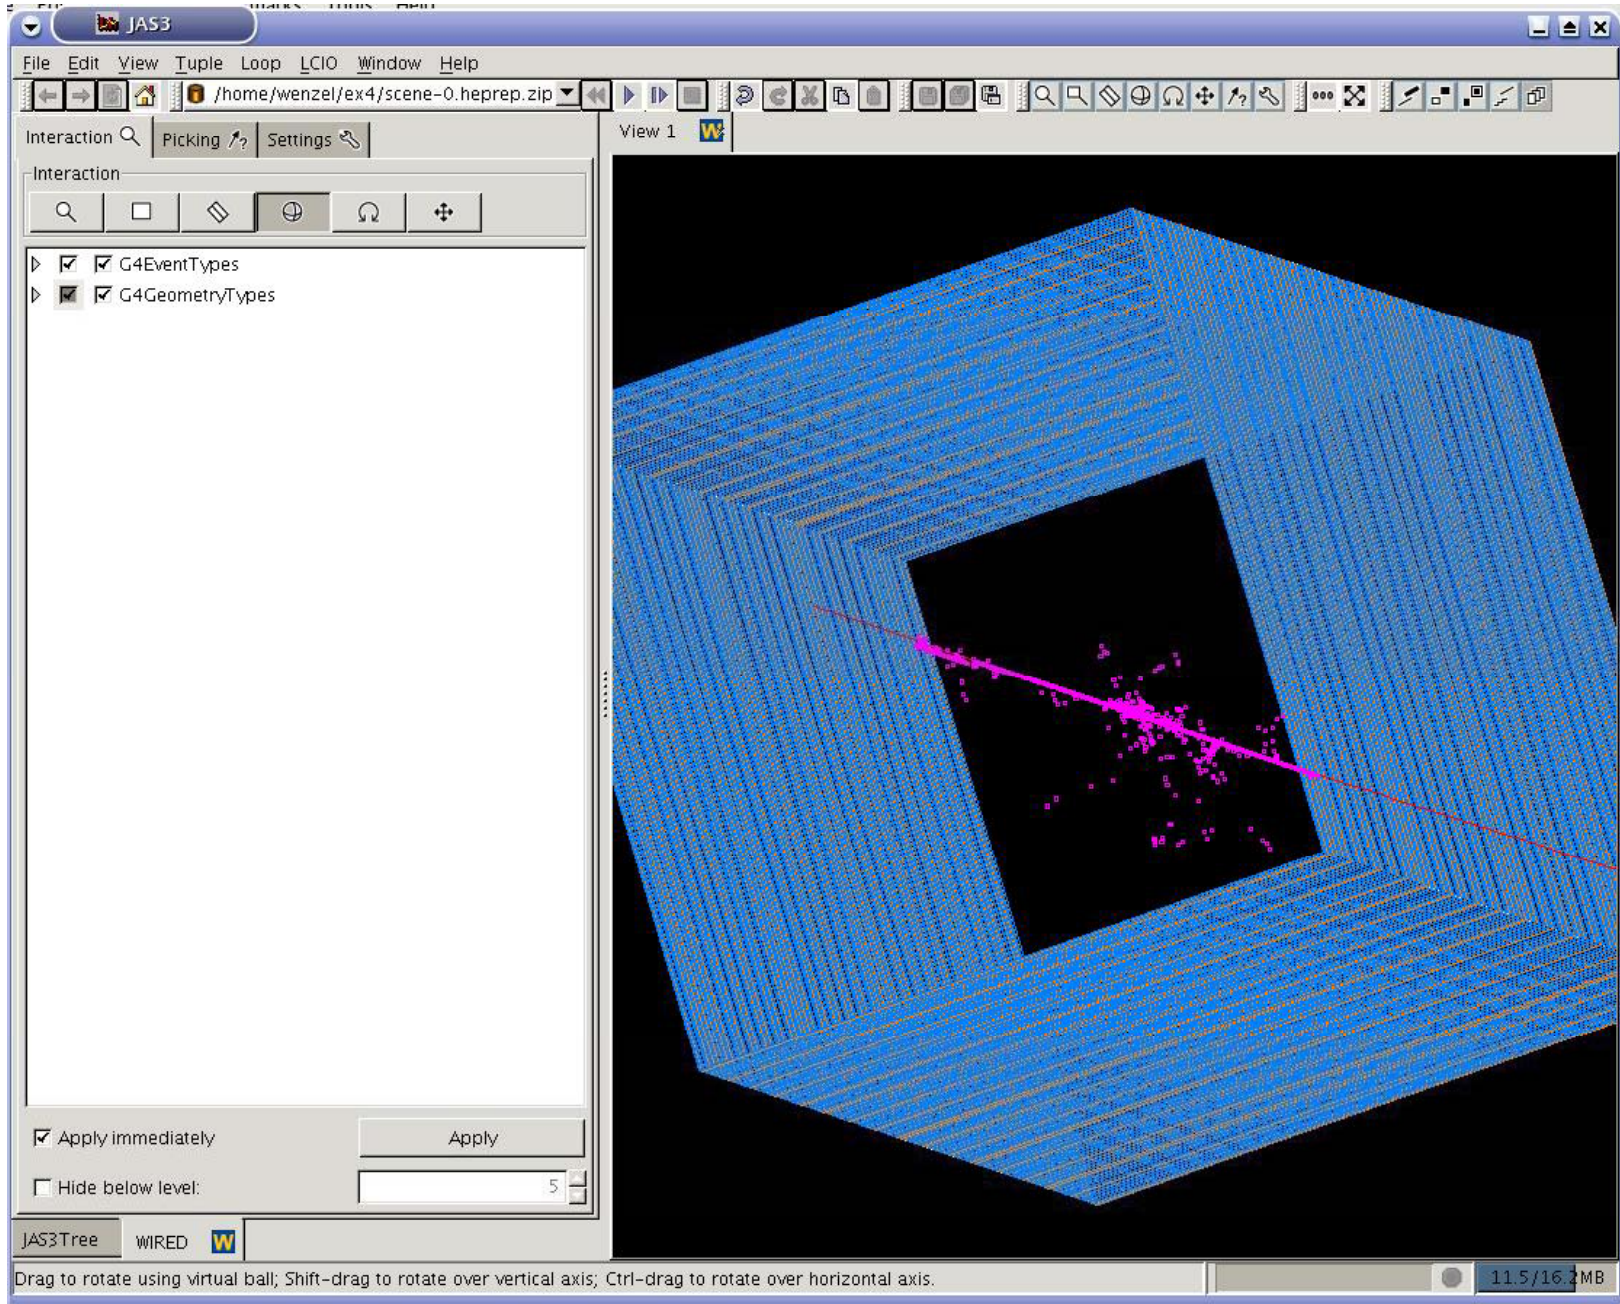 JAS3
File Edit View Tuple Loop LCIO Window Help
/home/wenzel/ex4/scene-0.heprep.zip
Interaction Picking Settings
View 1
Interaction
G4EventTypes
G4GeometryTypes
Apply immediately Apply
Hide below level: 5
JAS3Tree WIRED
Drag to rotate using virtual ball; Shift-drag to rotate over vertical axis; Ctrl-drag to rotate over horizontal axis.
11.5/16.2MB